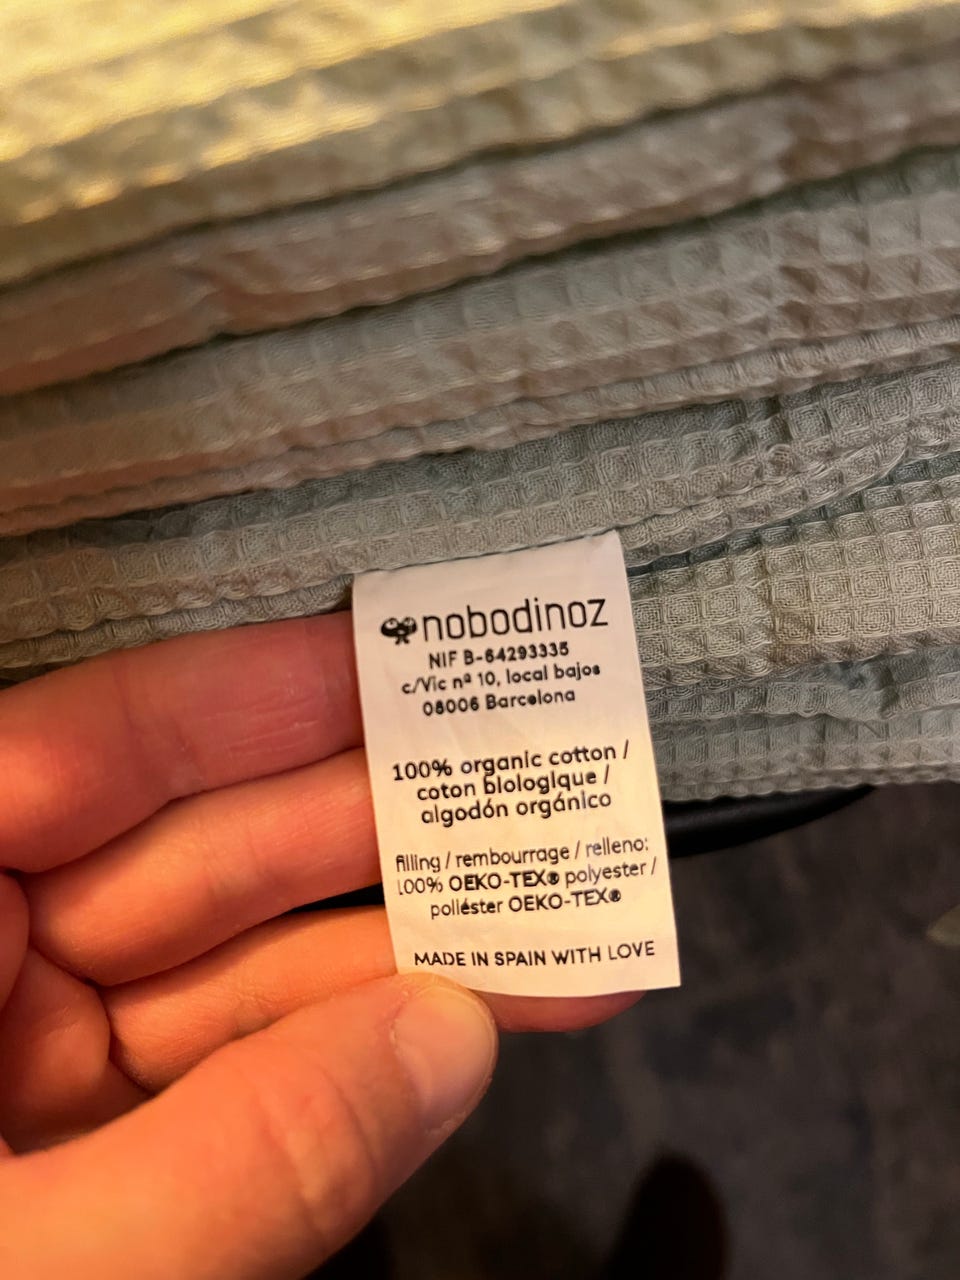 nobodinoz
NIF B-64293335
c/Vic nº 10, local bajos
08006 Barcelona
100% organic cotton /
coton biologique /
algodón orgánico
filling / rembourrage / relleno:
100% OEKO-TEX® polyester /
poliéster OEKO-TEX®
MADE IN SPAIN WITH LOVE